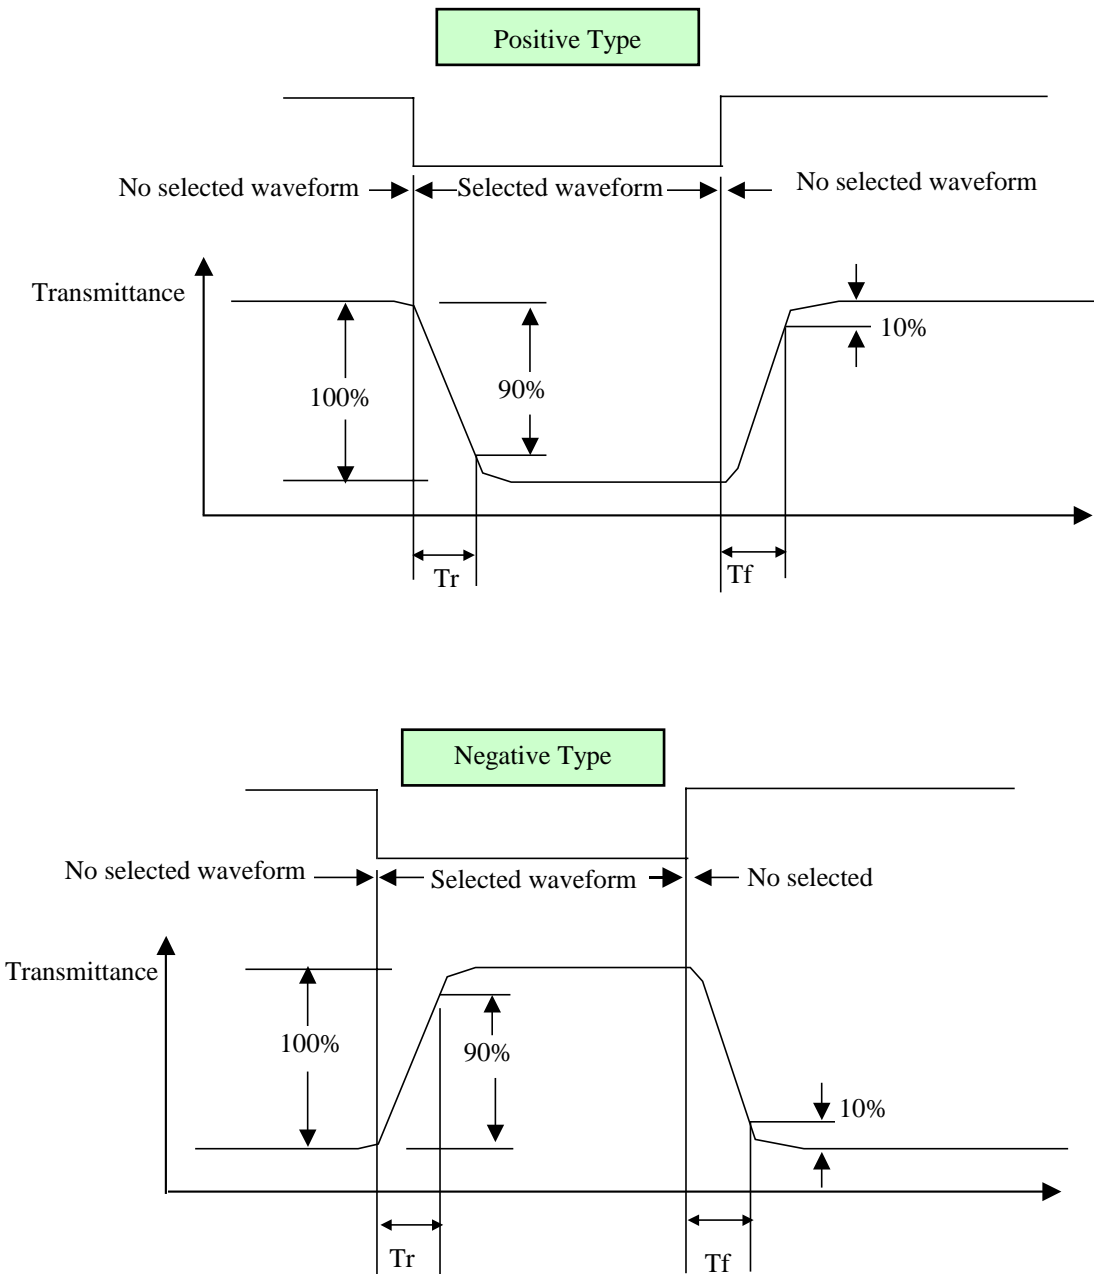 Positive Type
No selected waveform
Selected waveform
No selected waveform
Transmittance
10%
100%
90%
Tr
Tf
Negative Type
No selected waveform
Selected waveform
No selected
Transmittance
100%
90%
10%
Tr
Tf